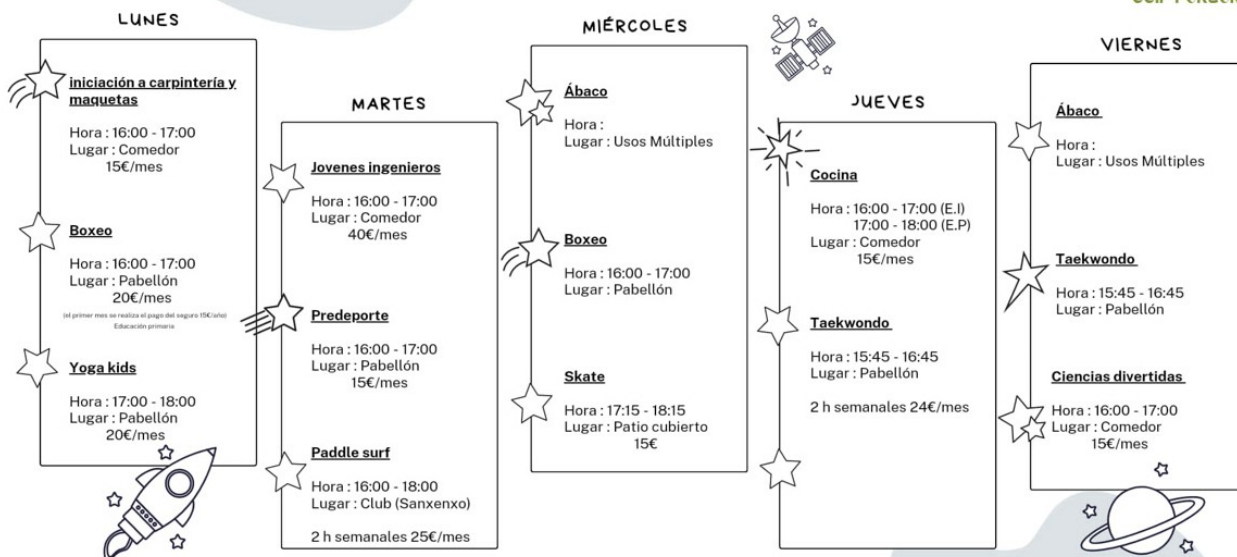 LUNES
iniciación a carpintería y
maquetas
Hora : 16:00 - 17:00
Lugar : Comedor
15€/mes
Boxeo
Hora : 16:00 - 17:00
Lugar : Pabellón
20€/mes
(el primer mes se realiza el pago del seguro 15€/año)
Educación primaria
Yoga kids
Hora : 17:00 - 18:00
Lugar : Pabellón
20€/mes
MARTES
Jovenes ingenieros
Hora : 16:00 - 17:00
Lugar : Comedor
40€/mes
Predeporte
Hora : 16:00 - 17:00
Lugar : Pabellón
15€/mes
Paddle surf
Hora : 16:00 - 18:00
Lugar : Club (Sanxenxo)
2 h semanales 25€/mes
MIÉRCOLES
Ábaco
Hora :
Lugar : Usos Múltiples
Boxeo
Hora : 16:00 - 17:00
Lugar : Pabellón
Skate
Hora : 17:15 - 18:15
Lugar : Patio cubierto
15€
JUEVES
Cocina
Hora : 16:00 - 17:00 (E.I)
17:00 - 18:00 (E.P)
Lugar : Comedor
15€/mes
Taekwondo
Hora : 15:45 - 16:45
Lugar : Pabellón
2 h semanales 24€/mes
VIERNES
Ábaco
Hora :
Lugar : Usos Múltiples
Taekwondo
Hora : 15:45 - 16:45
Lugar : Pabellón
Ciencias divertidas
Hora : 16:00 - 17:00
Lugar : Comedor
15€/mes